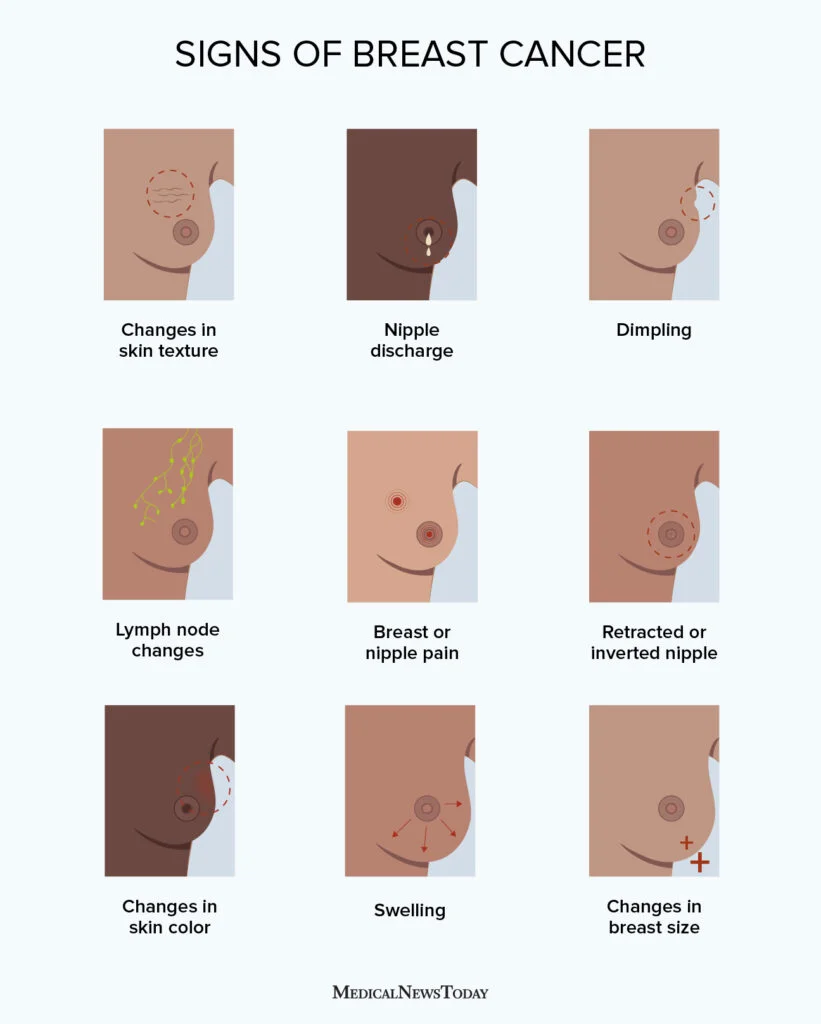 SIGNS OF BREAST CANCER
Changes in
skin texture
Nipple
discharge
Dimpling
Lymph node
changes
Breast or
nipple pain
Retracted or
inverted nipple
Changes in
skin color
Swelling
Changes in
breast size
MEDICALNEWSTODAY